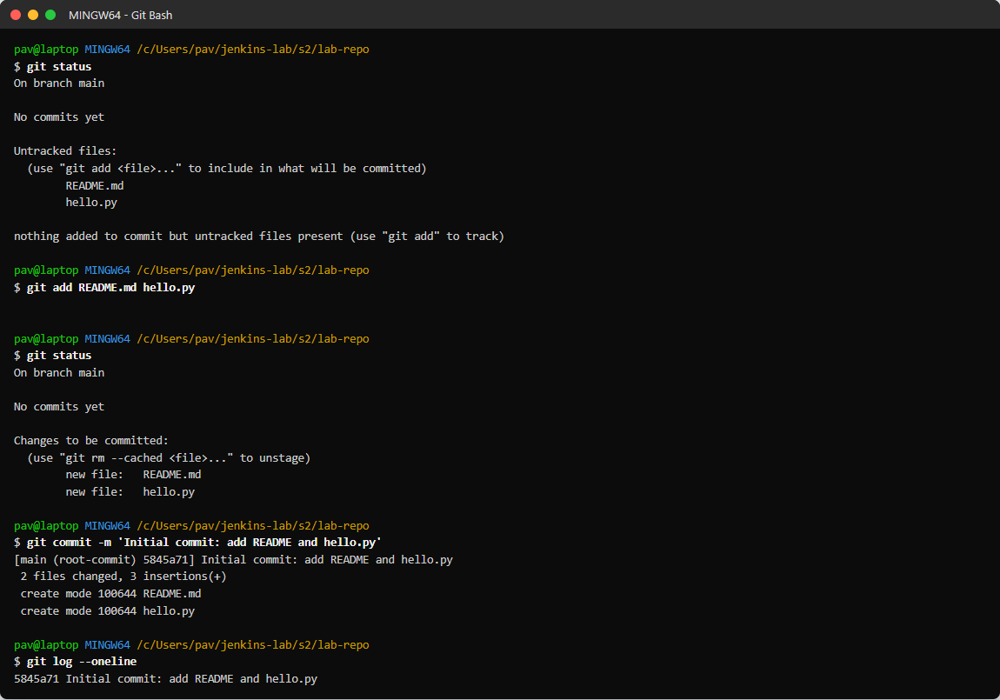 MINGW64 - Git Bash
pav@laptop MINGW64 /c/Users/pav/jenkins-lab/s2/lab-repo
$ git status
On branch main
No commits yet
Untracked files:
  (use "git add <file>..." to include in what will be committed)
        README.md
        hello.py
nothing added to commit but untracked files present (use "git add" to track)
pav@laptop MINGW64 /c/Users/pav/jenkins-lab/s2/lab-repo
$ git add README.md hello.py
pav@laptop MINGW64 /c/Users/pav/jenkins-lab/s2/lab-repo
$ git status
On branch main
No commits yet
Changes to be committed:
  (use "git rm --cached <file>..." to unstage)
        new file:   README.md
        new file:   hello.py
pav@laptop MINGW64 /c/Users/pav/jenkins-lab/s2/lab-repo
$ git commit -m 'Initial commit: add README and hello.py'
[main (root-commit) 5845a71] Initial commit: add README and hello.py
 2 files changed, 3 insertions(+)
 create mode 100644 README.md
 create mode 100644 hello.py
pav@laptop MINGW64 /c/Users/pav/jenkins-lab/s2/lab-repo
$ git log --oneline
5845a71 Initial commit: add README and hello.py